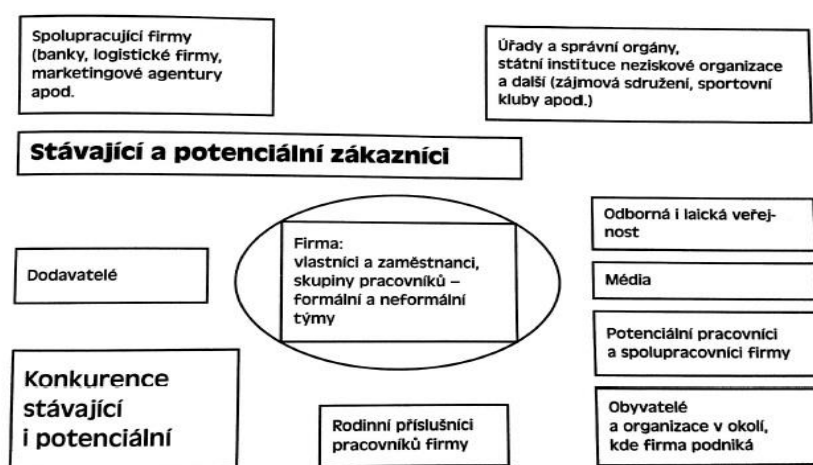 Spolupracující firmy
(banky, logistické firmy,
marketingové agentury
apod.
Úřady a správní orgány,
státní instituce neziskové organizace
a další (zájmová sdružení, sportovní
kluby apod.)
Stávající a potenciální zákazníci
Dodavatelé
Firma:
vlastníci a zaměstnanci,
skupiny pracovníků –
formální a neformální
týmy
Odborná i laická veřej-
nost
Média
Potenciální pracovníci
a spolupracovníci firmy
Konkurence
stávající
i potenciální
Rodinní příslušníci
pracovníků firmy
Obyvatelé
a organizace v okolí,
kde firma podniká